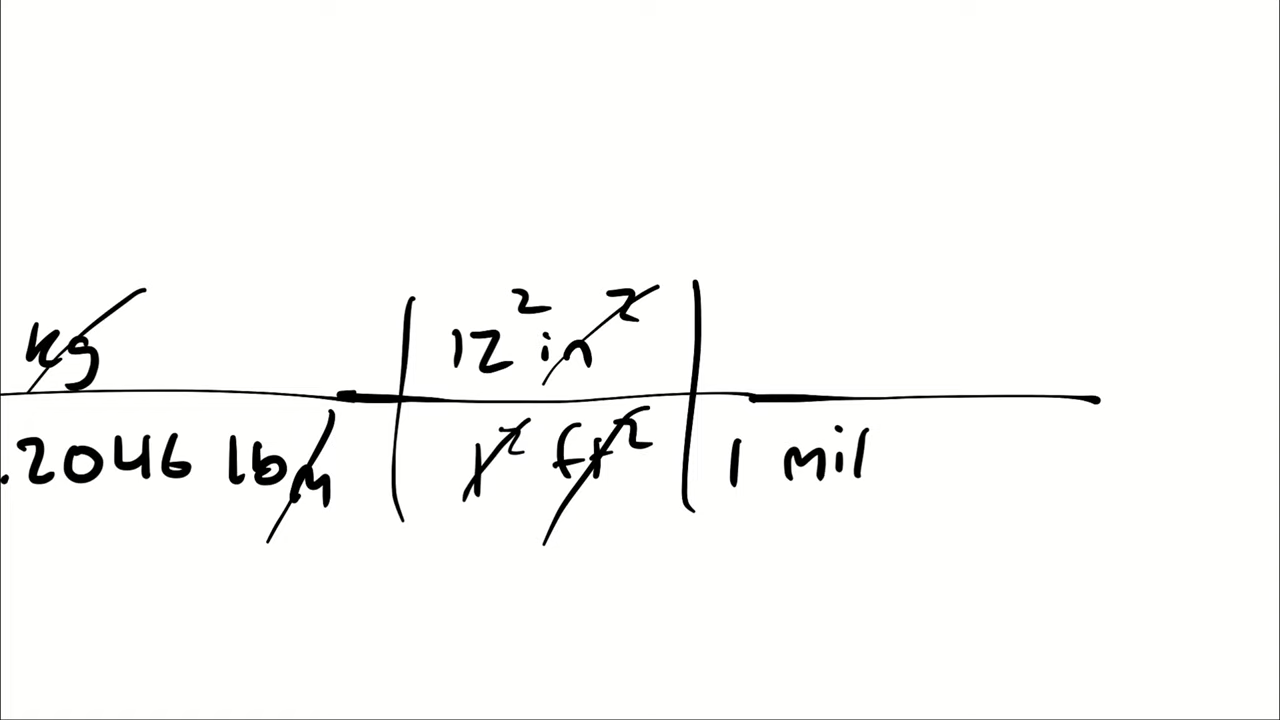 kg 12² in²
.2046 lbm 1² ft² 1 mil